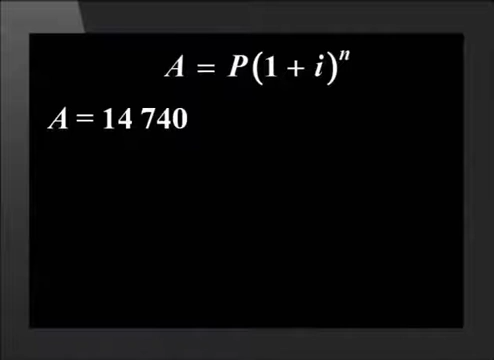 A = P(1 + i)ⁿ
A = 14 740